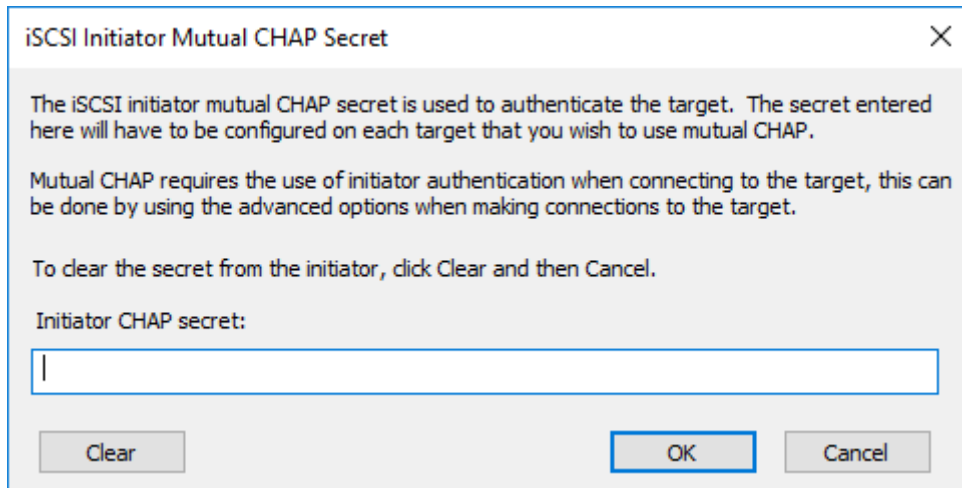 iSCSI Initiator Mutual CHAP Secret
The iSCSI initiator mutual CHAP secret is used to authenticate the target.  The secret entered
here will have to be configured on each target that you wish to use mutual CHAP.
Mutual CHAP requires the use of initiator authentication when connecting to the target, this can
be done by using the advanced options when making connections to the target.
To clear the secret from the initiator, click Clear and then Cancel.
Initiator CHAP secret:
Clear OK Cancel